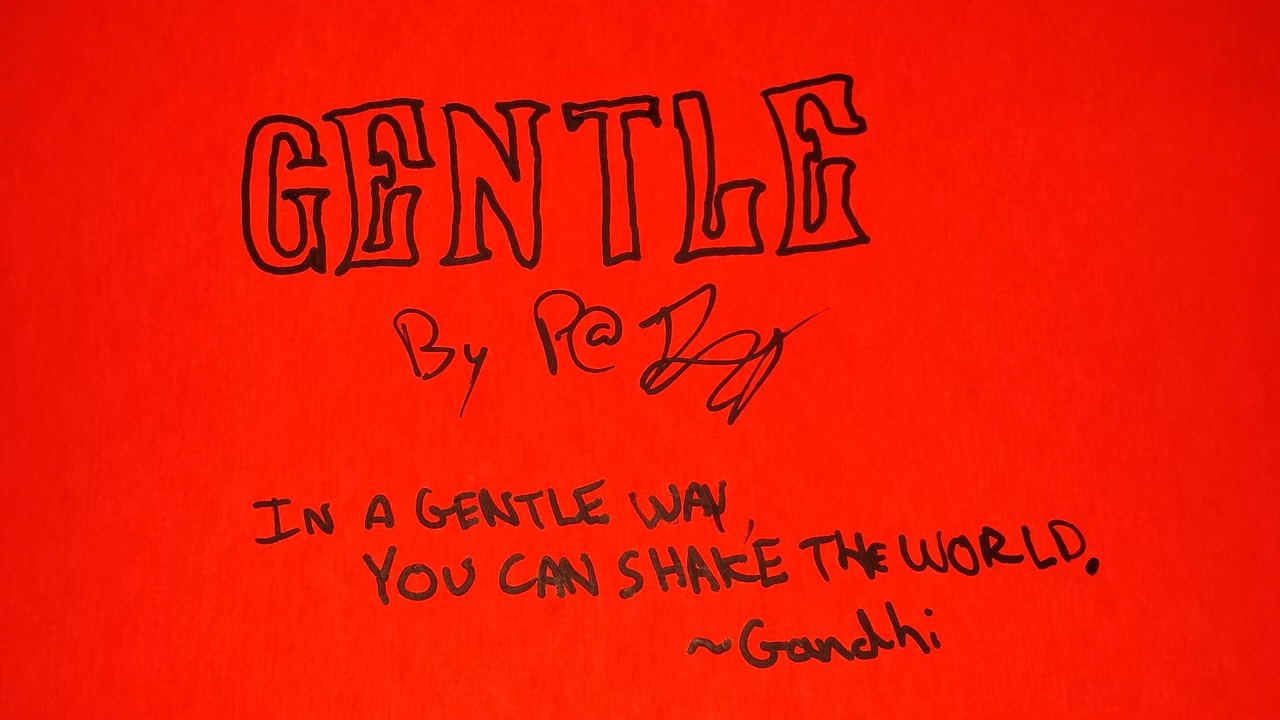 GENTLE
By P@
IN A GENTLE WAY,
YOU CAN SHAKE THE WORLD.
~Gandhi